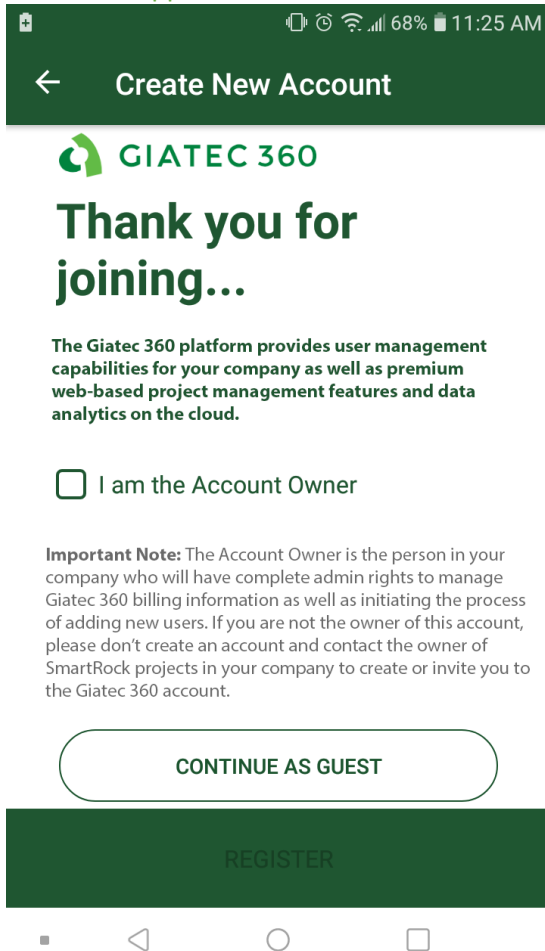 68% 11:25 AM
Create New Account
GIATEC 360
Thank you for
joining...
The Giatec 360 platform provides user management
capabilities for your company as well as premium
web-based project management features and data
analytics on the cloud.
I am the Account Owner
Important Note: The Account Owner is the person in your
company who will have complete admin rights to manage
Giatec 360 billing information as well as initiating the process
of adding new users. If you are not the owner of this account,
please don't create an account and contact the owner of
SmartRock projects in your company to create or invite you to
the Giatec 360 account.
CONTINUE AS GUEST
REGISTER